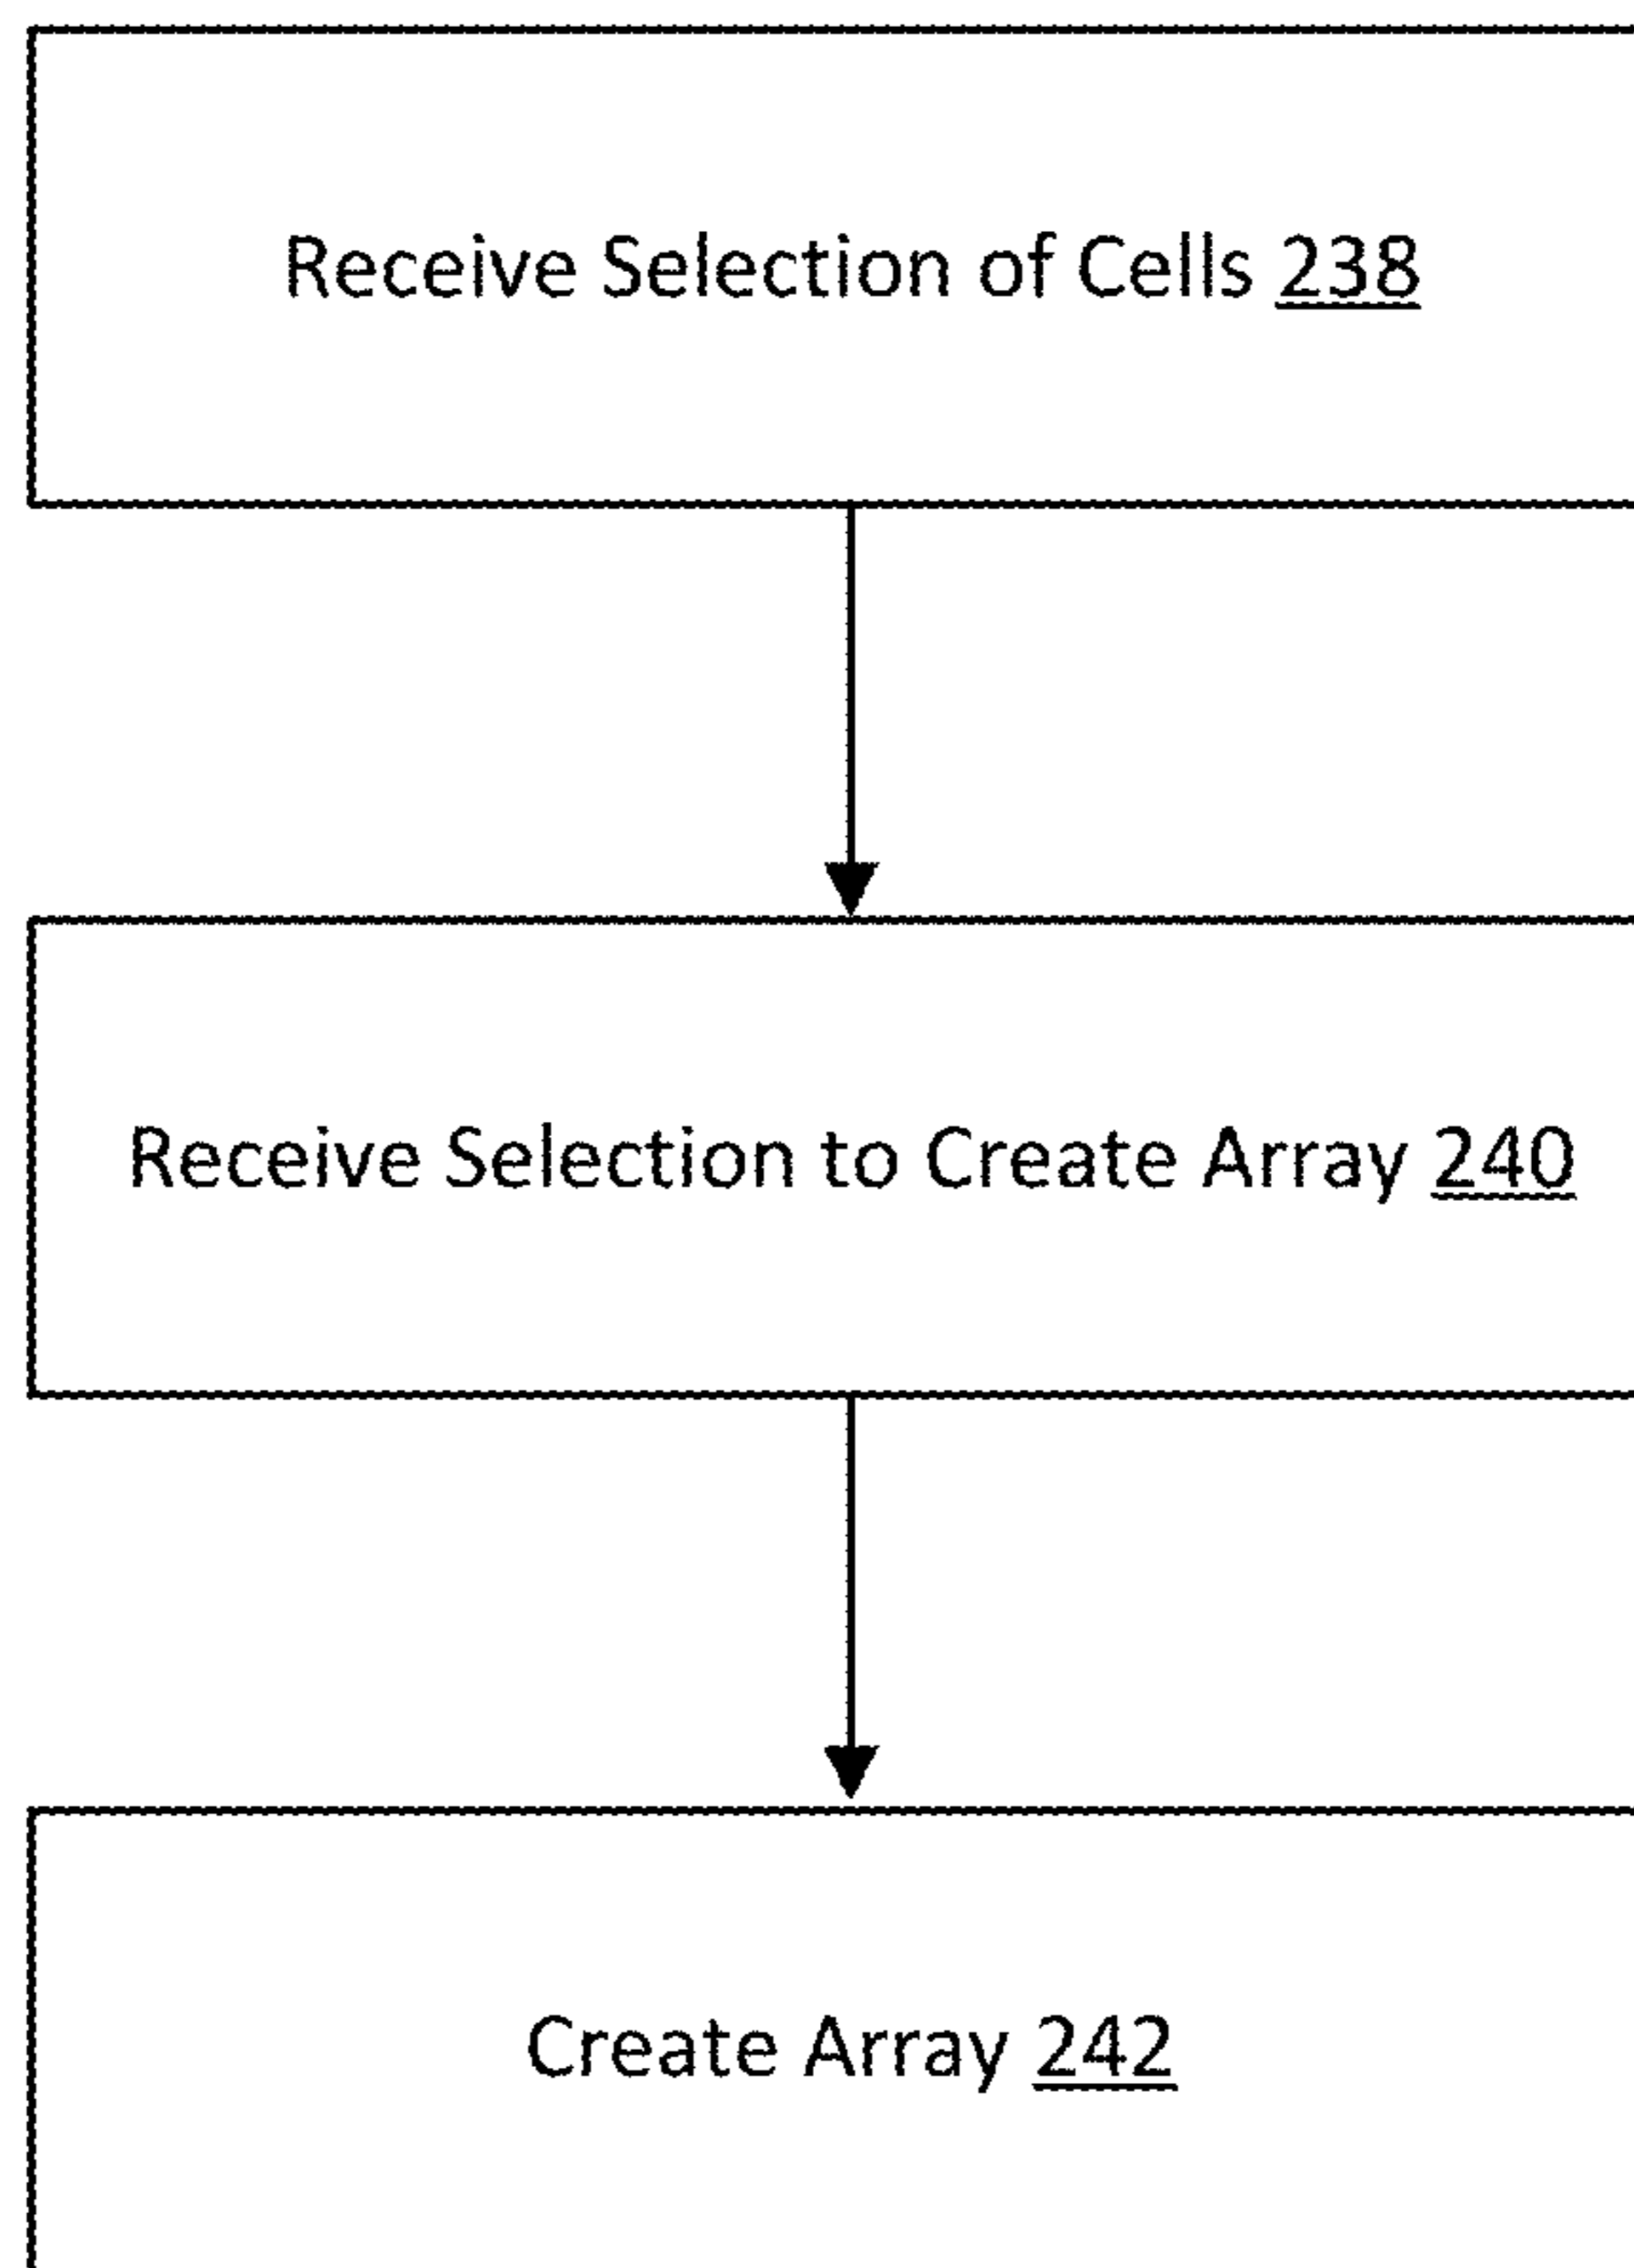 Receive Selection of Cells 238
Receive Selection to Create Array 240
Create Array 242